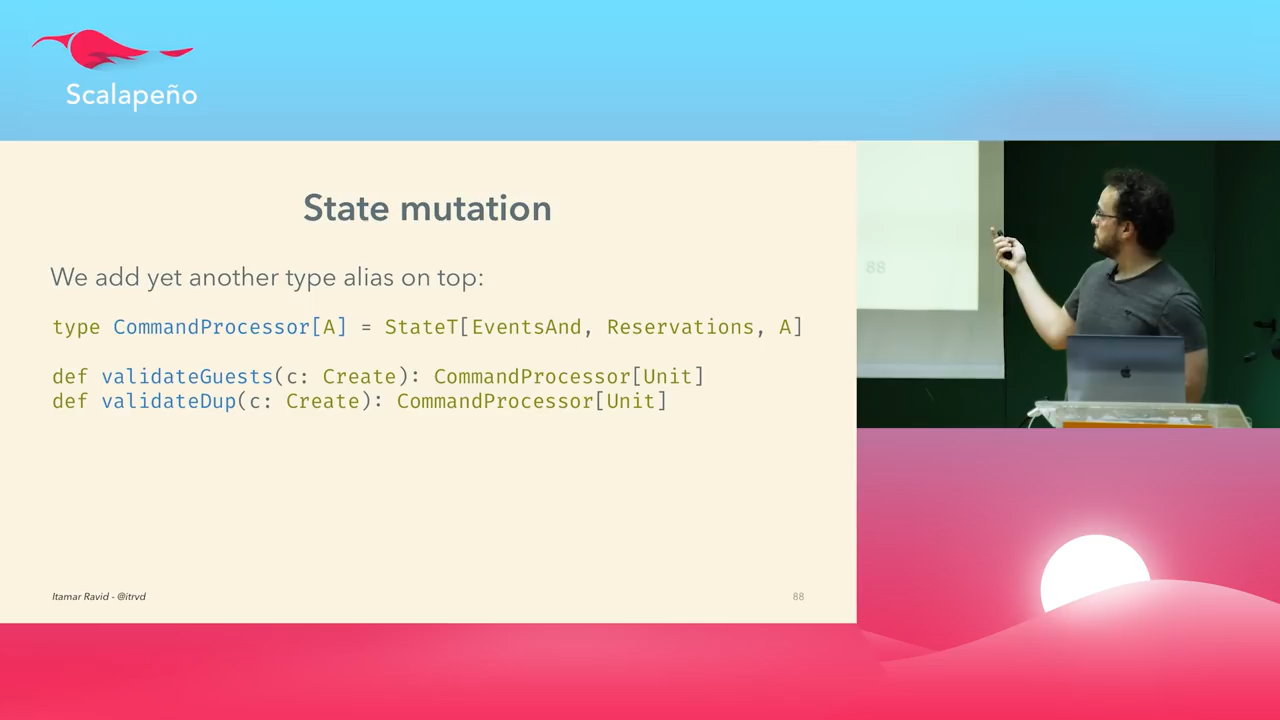 Scalapeño
State mutation
We add yet another type alias on top:
type CommandProcessor[A] = StateT[EventsAnd, Reservations, A]
def validateGuests(c: Create): CommandProcessor[Unit]
def validateDup(c: Create): CommandProcessor[Unit]
Itamar Ravid - @itrvd
88
88